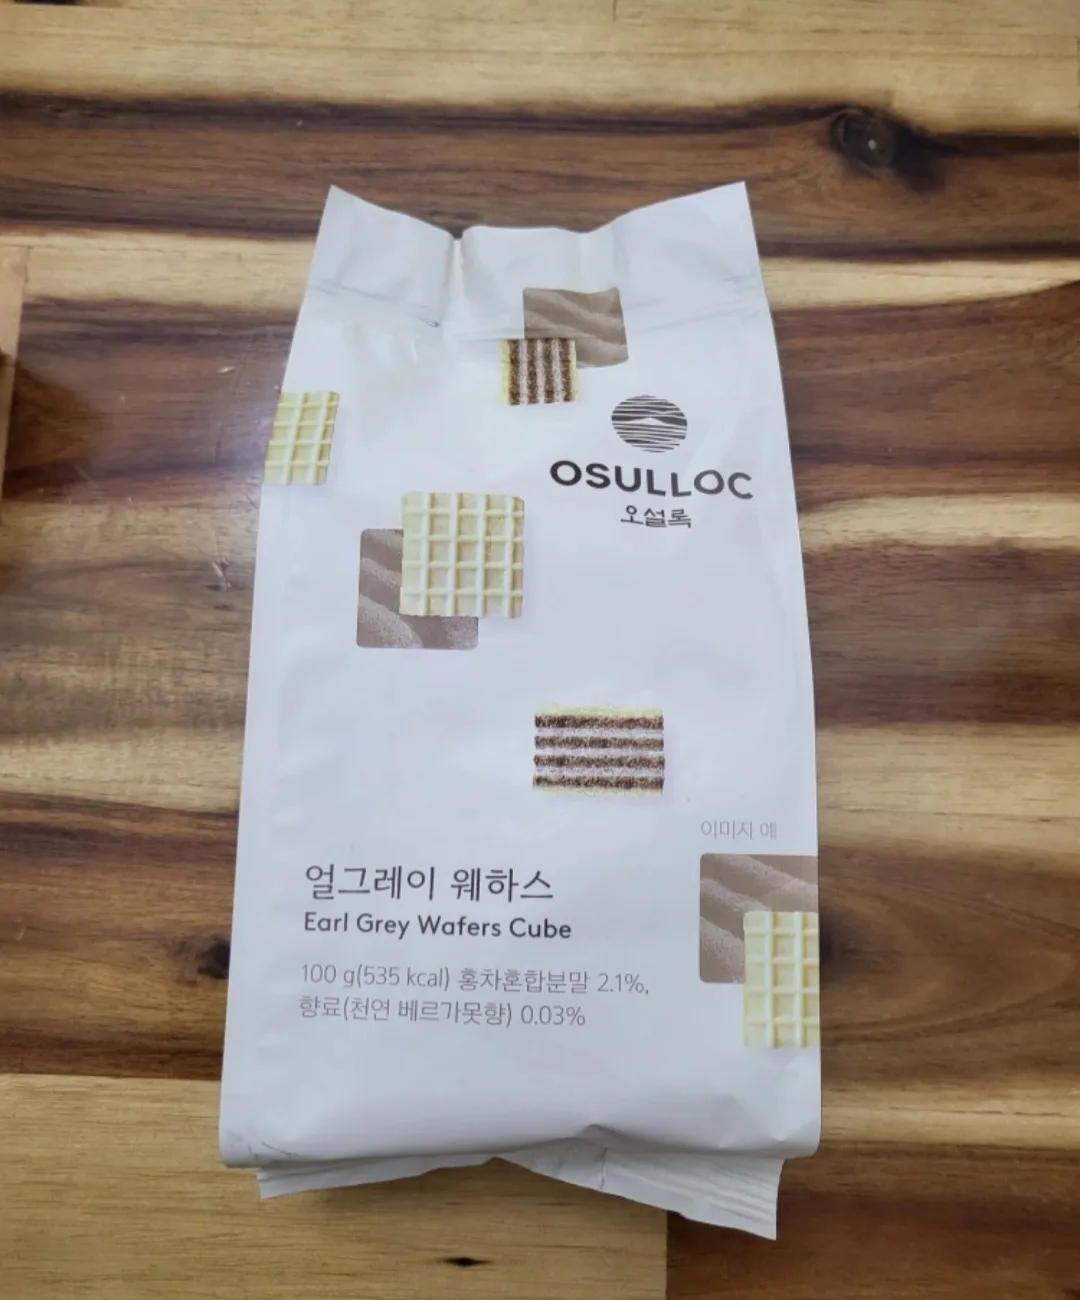 OSULLOC
오설록
이미지 예
얼그레이 웨하스
Earl Grey Wafers Cube
100 g(535 kcal) 홍차혼합분말 2.1%,
향료(천연 베르가못향) 0.03%